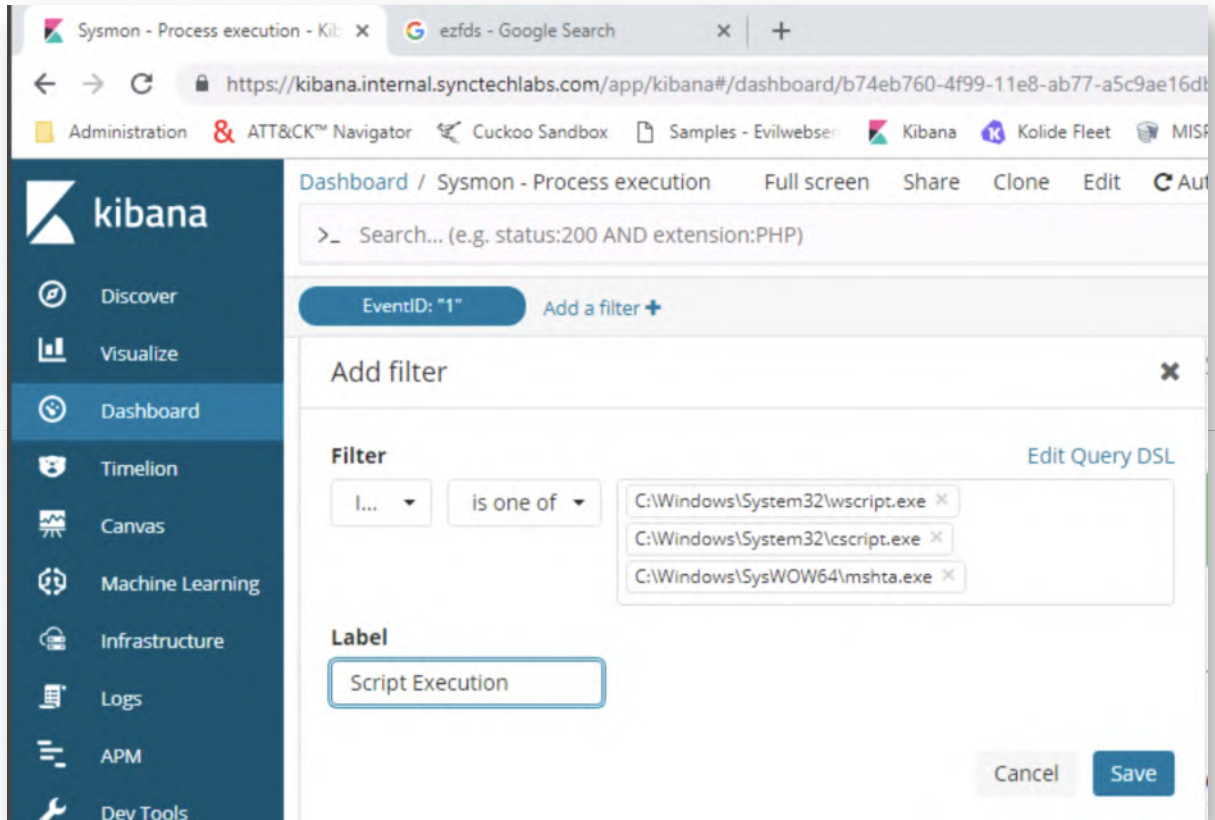 Sysmon - Process execution - Kib
ezfds - Google Search
https://kibana.internal.synctechlabs.com/app/kibana#/dashboard/b74eb760-4f99-11e8-ab77-a5c9ae16db
Administration ATT&CK™ Navigator Cuckoo Sandbox Samples - Evilwebser Kibana Kolide Fleet MISP
kibana
Dashboard / Sysmon - Process execution Full screen Share Clone Edit Aut
>_ Search... (e.g. status:200 AND extension:PHP)
Discover
EventID: "1" Add a filter +
Visualize
Add filter
Dashboard
Timelion
Filter Edit Query DSL
I... is one of C:\Windows\System32\wscript.exe
C:\Windows\System32\cscript.exe
C:\Windows\SysWOW64\mshta.exe
Canvas
Machine Learning
Infrastructure
Label
Script Execution
Logs
APM
Cancel Save
Dev Tools